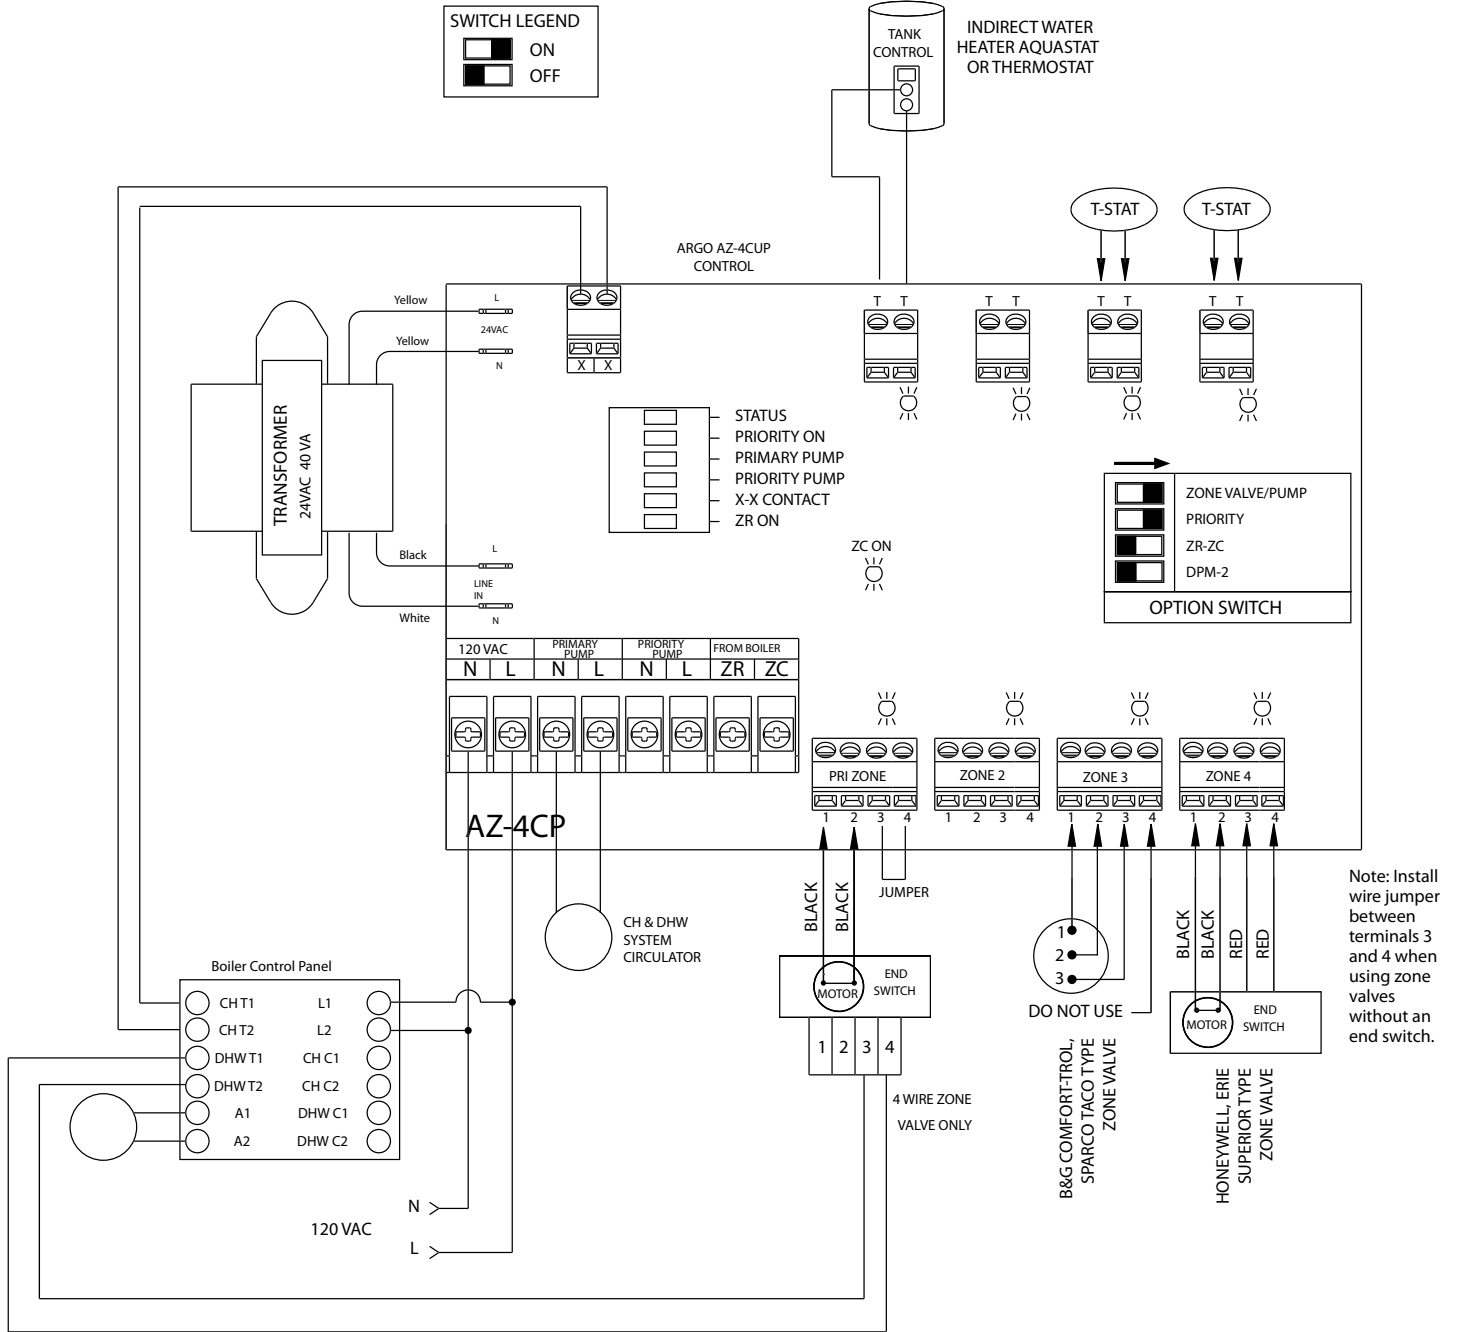 SWITCH LEGEND
ON
OFF
TANK
CONTROL
INDIRECT WATER
HEATER AQUASTAT
OR THERMOSTAT
T-STAT
T-STAT
ARGO AZ-4CUP
CONTROL
Yellow
L
24VAC
Yellow
N
X X
T T
T T
T T
T T
TRANSFORMER
24VAC 40 VA
STATUS
PRIORITY ON
PRIMARY PUMP
PRIORITY PUMP
X-X CONTACT
ZR ON
ZC ON
ZONE VALVE/PUMP
PRIORITY
ZR-ZC
DPM-2
OPTION SWITCH
Black
L
LINE
IN
White
N
120 VAC
PRIMARY
PUMP
PRIORITY
PUMP
FROM BOILER
N L N L N L ZR ZC
PRI ZONE
1 2 3 4
ZONE 2
1 2 3 4
ZONE 3
1 2 3 4
ZONE 4
1 2 3 4
AZ-4CP
BLACK
BLACK
JUMPER
CH & DHW
SYSTEM
CIRCULATOR
MOTOR
END
SWITCH
1 2 3 4
4 WIRE ZONE
VALVE ONLY
1
2
3
DO NOT USE
B&G COMFORT-TROL,
SPARCO TACO TYPE
ZONE VALVE
BLACK
BLACK
RED
RED
MOTOR
END
SWITCH
HONEYWELL, ERIE
SUPERIOR TYPE
ZONE VALVE
Note: Install
wire jumper
between
terminals 3
and 4 when
using zone
valves
without an
end switch.
Boiler Control Panel
CH T1 L1
CH T2 L2
DHW T1 CH C1
DHW T2 CH C2
A1 DHW C1
A2 DHW C2
N
120 VAC
L